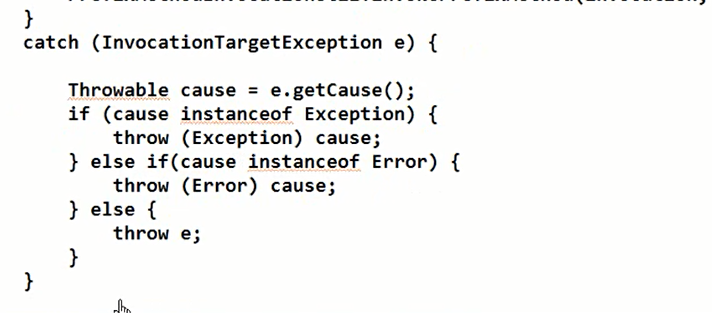 }
catch (InvocationTargetException e) {
Throwable cause = e.getCause();
if (cause instanceof Exception) {
throw (Exception) cause;
} else if(cause instanceof Error) {
throw (Error) cause;
} else {
throw e;
}
}